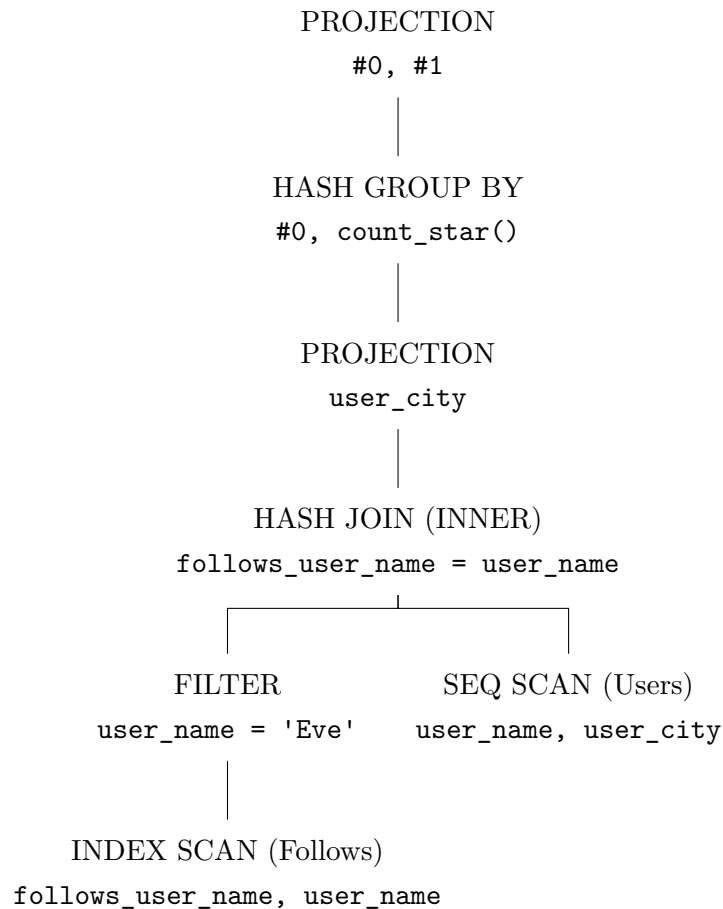 PROJECTION
#0, #1
HASH GROUP BY
#0, count_star()
PROJECTION
user_city
HASH JOIN (INNER)
follows_user_name = user_name
FILTER
user_name = 'Eve'
SEQ SCAN (Users)
user_name, user_city
INDEX SCAN (Follows)
follows_user_name, user_name